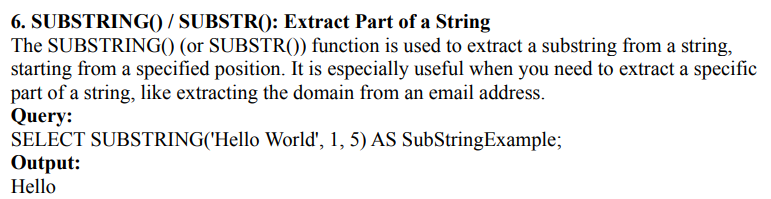 6. SUBSTRING() / SUBSTR(): Extract Part of a String
The SUBSTRING() (or SUBSTR()) function is used to extract a substring from a string,
starting from a specified position. It is especially useful when you need to extract a specific
part of a string, like extracting the domain from an email address.
Query:
SELECT SUBSTRING('Hello World', 1, 5) AS SubStringExample;
Output:
Hello